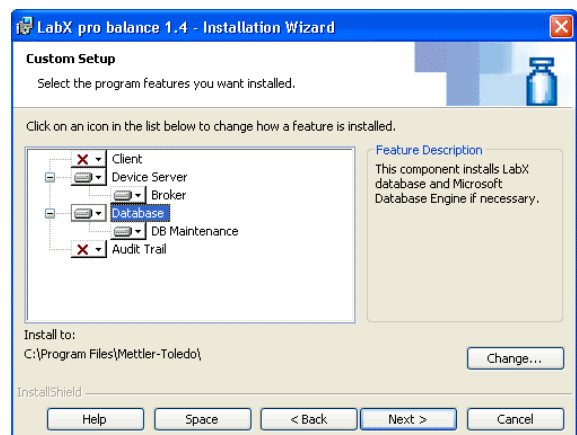 LabX pro balance 1.4 - Installation Wizard
Custom Setup
Select the program features you want installed.
Click on an icon in the list below to change how a feature is installed.
Client
Device Server
Broker
Database
DB Maintenance
Audit Trail
Feature Description
This component installs LabX
database and Microsoft
Database Engine if necessary.
Install to:
C:\Program Files\Mettler-Toledo\
Change...
InstallShield
Help Space < Back Next > Cancel